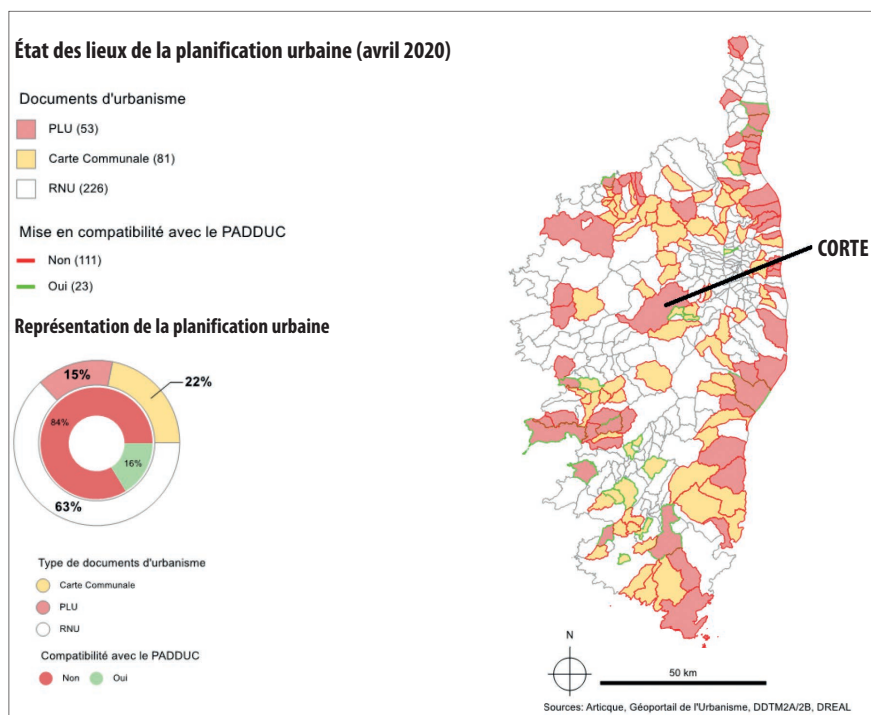 État des lieux de la planification urbaine (avril 2020)
Documents d'urbanisme
PLU (53)
Carte Communale (81)
RNU (226)
Mise en compatibilité avec le PADDUC
Non (111)
Oui (23)
CORTE
Représentation de la planification urbaine
15%
22%
84%
16%
63%
Type de documents d'urbanisme
Carte Communale
PLU
RNU
Compatibilité avec le PADDUC
Non Oui
N
50 km
Sources: Articque, Géoportail de l'Urbanisme, DDTM2A/2B, DREAL